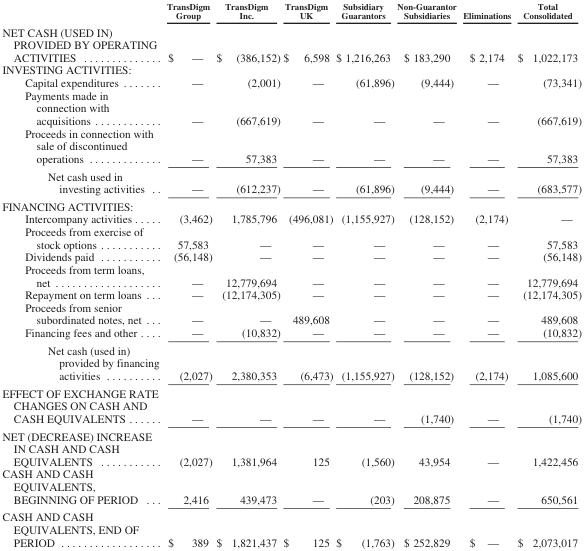 TransDigm Group TransDigm Inc. TransDigm UK Subsidiary Guarantors Non-Guarantor Subsidiaries Eliminations Total Consolidated
NET CASH (USED IN)
PROVIDED BY OPERATING
ACTIVITIES .............. $ — $ (386,152) $ 6,598 $ 1,216,263 $ 183,290 $ 2,174 $ 1,022,173
INVESTING ACTIVITIES:
Capital expenditures ....... — (2,001) — (61,896) (9,444) — (73,341)
Payments made in
connection with
acquisitions ............. — (667,619) — — — — (667,619)
Proceeds in connection with
sale of discontinued
operations ............. — 57,383 — — — — 57,383
Net cash used in
investing activities .. — (612,237) — (61,896) (9,444) — (683,577)
FINANCING ACTIVITIES:
Intercompany activities ..... (3,462) 1,785,796 (496,081) (1,155,927) (128,152) (2,174) —
Proceeds from exercise of
stock options ........... 57,583 — — — — — 57,583
Dividends paid ........... (56,148) — — — — — (56,148)
Proceeds from term loans,
net .................... — 12,779,694 — — — — 12,779,694
Repayment on term loans ... — (12,174,305) — — — — (12,174,305)
Proceeds from senior
subordinated notes, net ... — — 489,608 — — — 489,608
Financing fees and other .... — (10,832) — — — — (10,832)
Net cash (used in)
provided by financing
activities .......... (2,027) 2,380,353 (6,473) (1,155,927) (128,152) (2,174) 1,085,600
EFFECT OF EXCHANGE RATE
CHANGES ON CASH AND
CASH EQUIVALENTS ...... — — — — (1,740) — (1,740)
NET (DECREASE) INCREASE
IN CASH AND CASH
EQUIVALENTS ........... (2,027) 1,381,964 125 (1,560) 43,954 — 1,422,456
CASH AND CASH
EQUIVALENTS,
BEGINNING OF PERIOD ... 2,416 439,473 — (203) 208,875 — 650,561
CASH AND CASH
EQUIVALENTS, END OF
PERIOD .................. $ 389 $ 1,821,437 $ 125 $ (1,763) $ 252,829 $ — $ 2,073,017